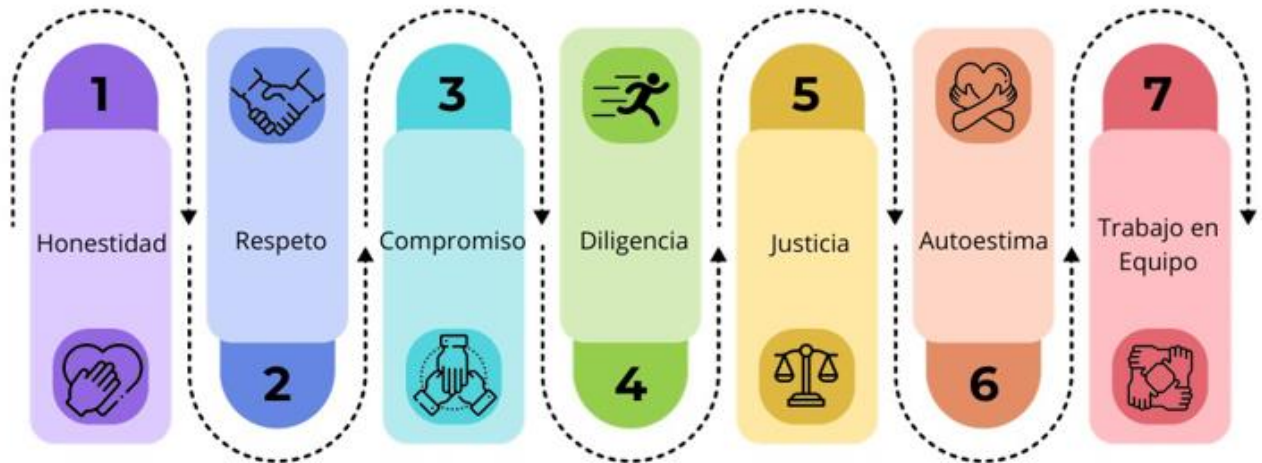 1
Honestidad
Respeto
2
3
Compromiso
Diligencia
4
5
Justicia
Autoestima
6
7
Trabajo en
Equipo